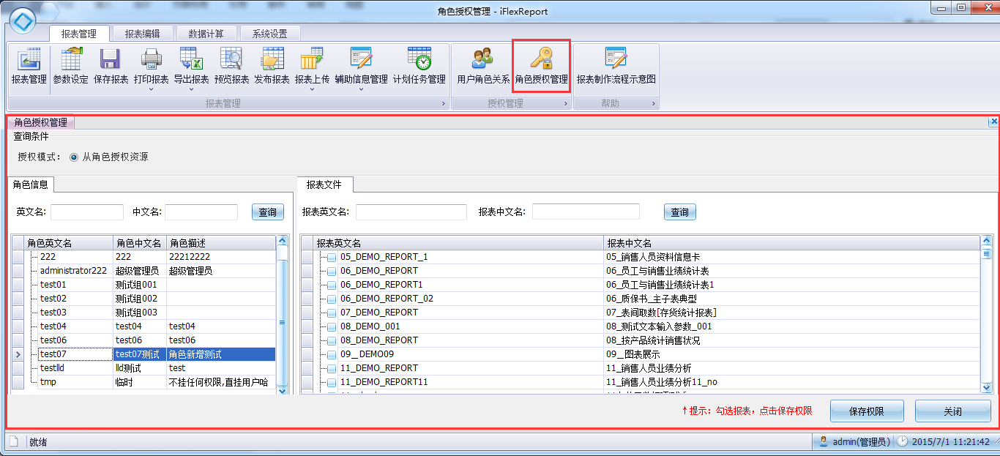 角色授权管理 - iFlexReport
报表管理 报表编辑 数据计算 系统设置
报表管理 参数设定 保存报表 打印报表 导出报表 预览报表 发布报表 报表上传 辅助信息管理 计划任务管理 用户角色关系 角色授权管理 报表制作流程示意图
报表管理 授权管理 帮助
角色授权管理
查询条件
授权模式： 从角色授权资源
角色信息 报表文件
英文名: 中文名: 查询 报表英文名: 报表中文名: 查询
角色英文名 角色中文名 角色描述 报表英文名 报表中文名
222 222 22212222 05_DEMO_REPORT_1 05_销售人员资料信息卡
administrator222 超级管理员 超级管理员 06_DEMO_REPORT 06_员工与销售业绩统计表
test01 测试组001 06_DEMO_REPORT1 06_员工与销售业绩统计表1
test02 测试组002 06_DEMO_REPORT_02 06_质保书_主子表典型
test03 测试组003 07_DEMO_REPORT 07_表间取数[存货统计报表]
test04 test04 test04 08_DEMO_001 08_测试文本输入参数_001
test06 test06 test06 08_DEMO_REPORT 08_按产品统计销售状况
test07 test07测试 角色新增测试 09__DEMO09 09__图表展示
testlld lld测试 test 11_DEMO_REPORT 11_销售人员业绩分析
tmp 临时 不挂任何权限,直挂用户哈 11_DEMO_REPORT11 11_销售人员业绩分析11_no
↑提示：勾选报表，点击保存权限 保存权限 关闭
就绪 admin(管理员) 2015/7/1 11:21:42